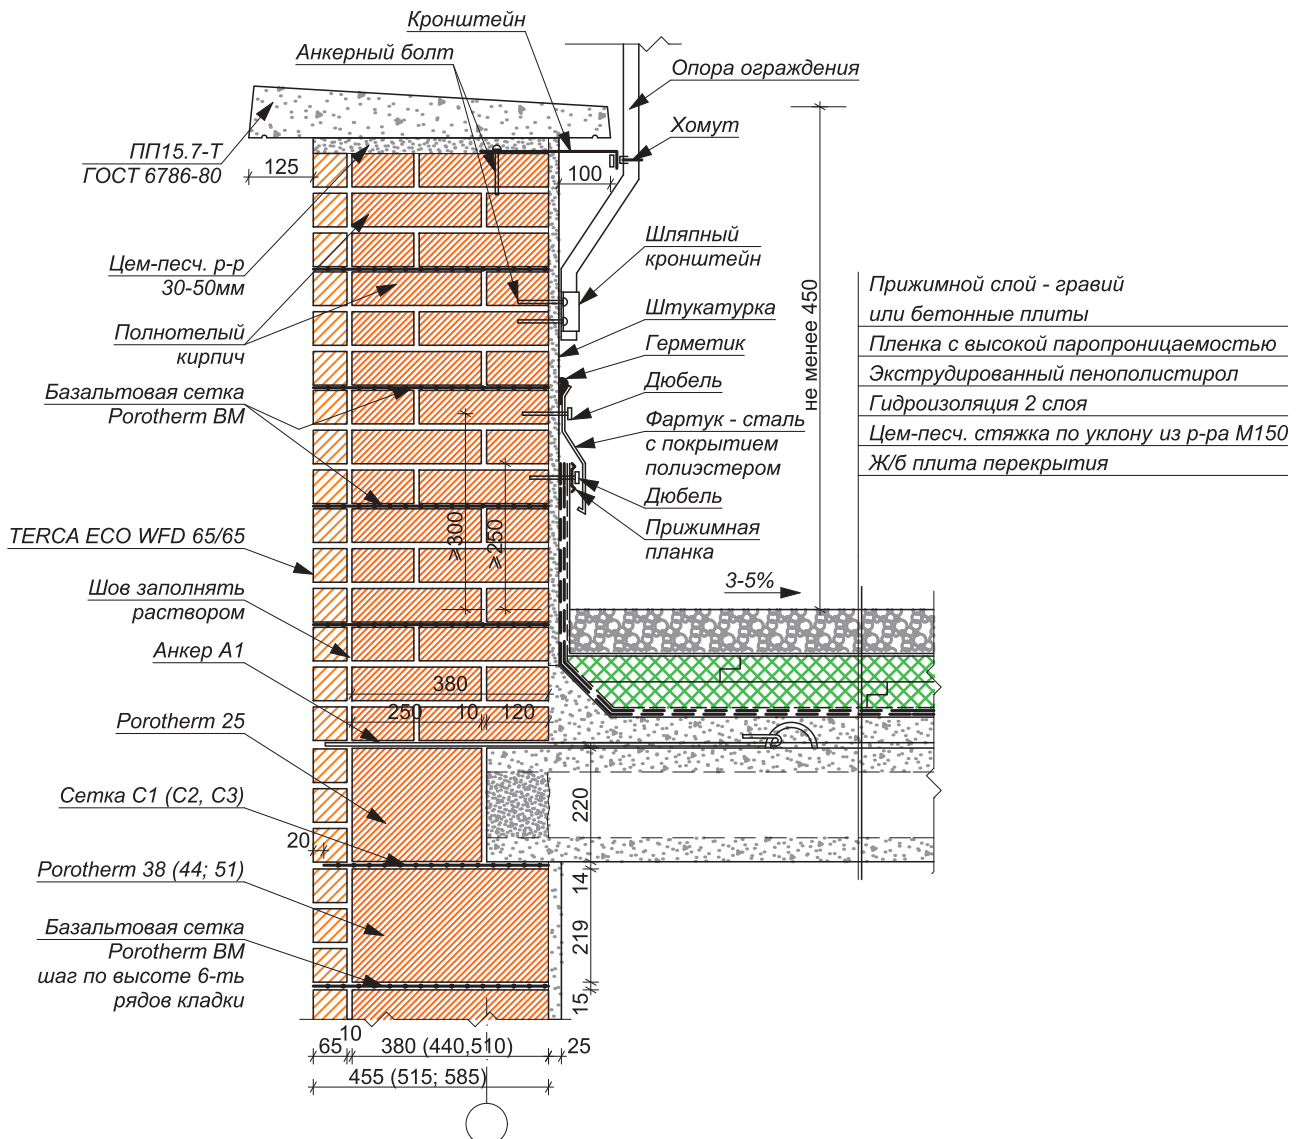 Кронштейн
Анкерный болт
Опора ограждения
Хомут
ПП15.7-Т
ГОСТ 6786-80
125
100
Цем-песч. р-р
30-50мм
Шляпный
кронштейн
не менее 450
Прижимной слой - гравий
или бетонные плиты
Пленка с высокой паропроницаемостью
Экструдированный пенополистирол
Гидроизоляция 2 слоя
Цем-песч. стяжка по уклону из р-ра М150
Ж/б плита перекрытия
Полнотелый
кирпич
Штукатурка
Герметик
Дюбель
Базальтовая сетка
Porotherm BM
Фартук - сталь
с покрытием
полиэстером
Дюбель
Прижимная
планка
⩾300
⩾250
TERCA ECO WFD 65/65
3-5%
Шов заполнять
раствором
Анкер А1
380
250
10
120
Porotherm 25
Сетка С1 (С2, С3)
220
20
Porotherm 38 (44; 51)
14
219
Базальтовая сетка
Porotherm BM
шаг по высоте 6-ть
рядов кладки
15
65
10
380 (440,510)
25
455 (515; 585)